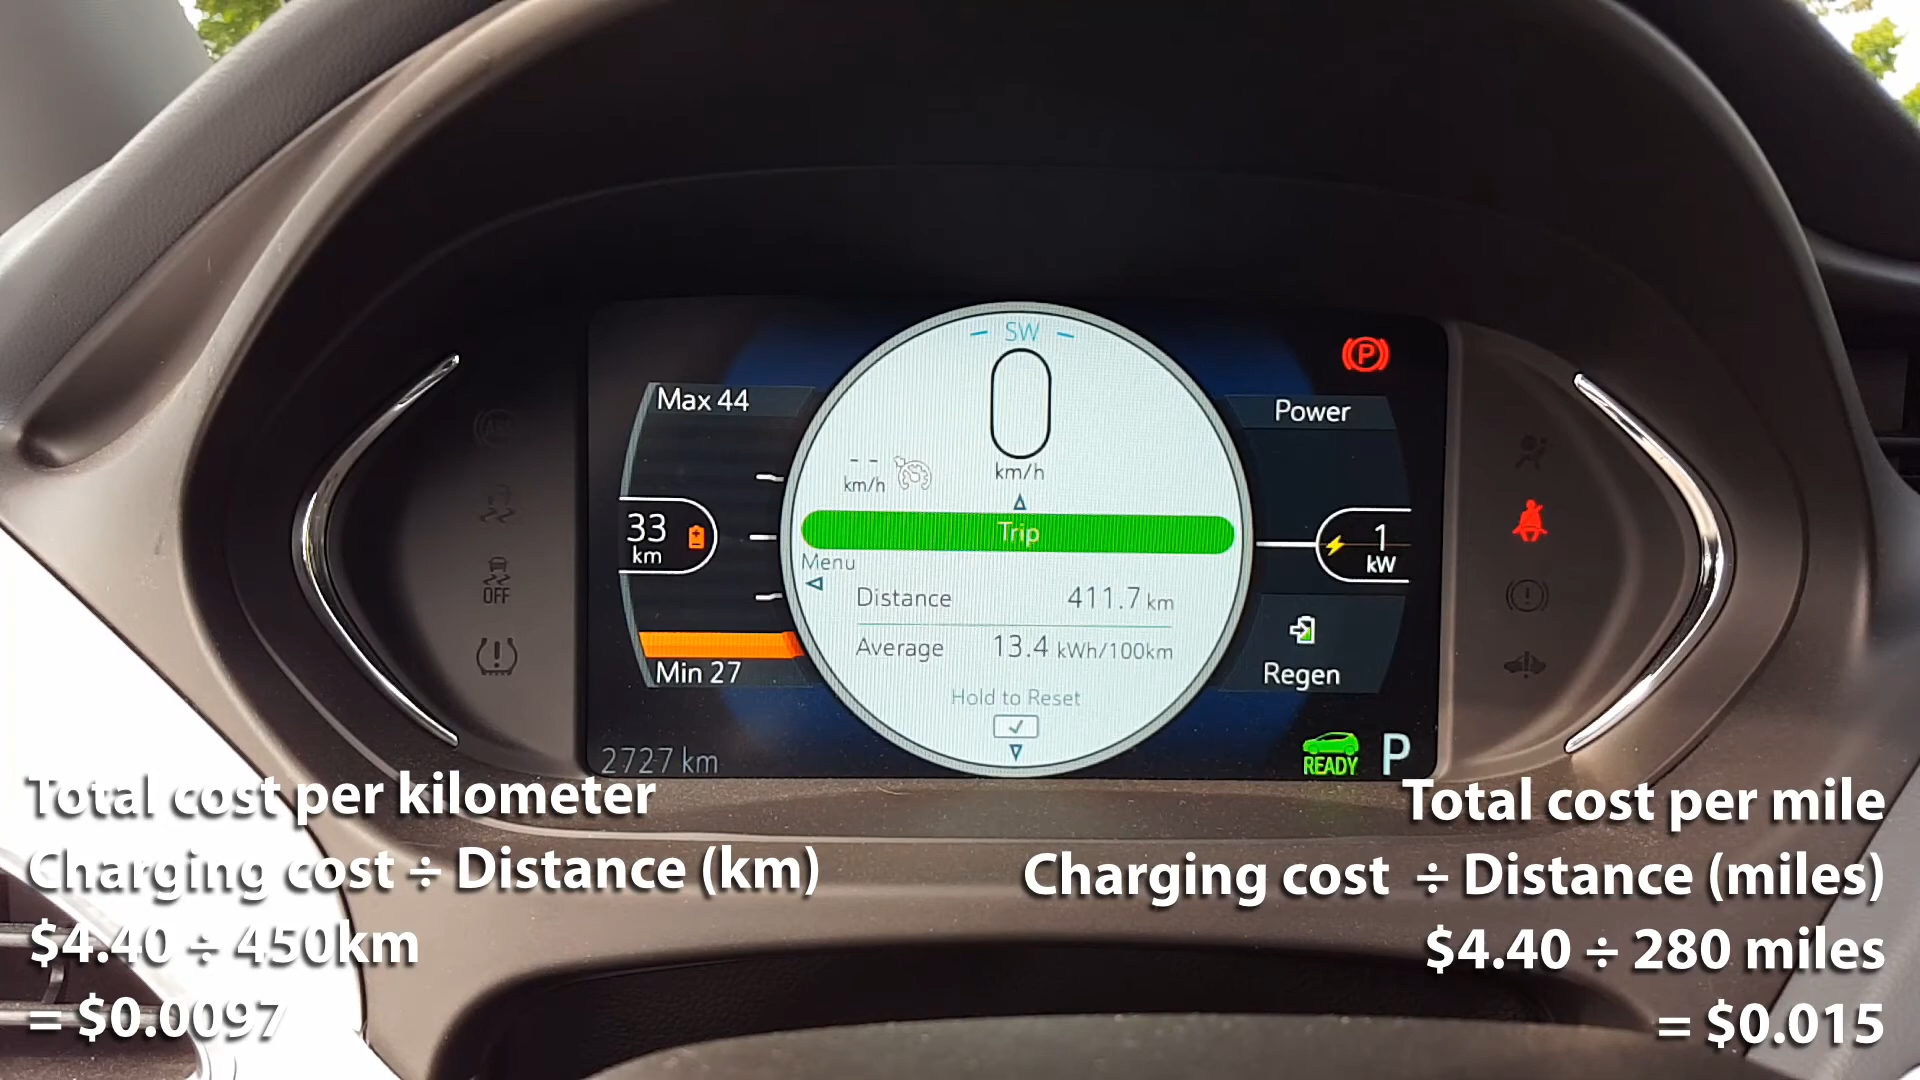 SW
0
km/h
Max 44
Power
P
-- 
km/h
33
km
Trip
1
kW
Menu
Distance 411.7 km
Average 13.4 kWh/100km
Min 27
Regen
Hold to Reset
OFF
2727 km
READY P
Total cost per kilometer
Charging cost ÷ Distance (km)
$4.40 ÷ 450km
= $0.0097
Total cost per mile
Charging cost ÷ Distance (miles)
$4.40 ÷ 280 miles
= $0.015